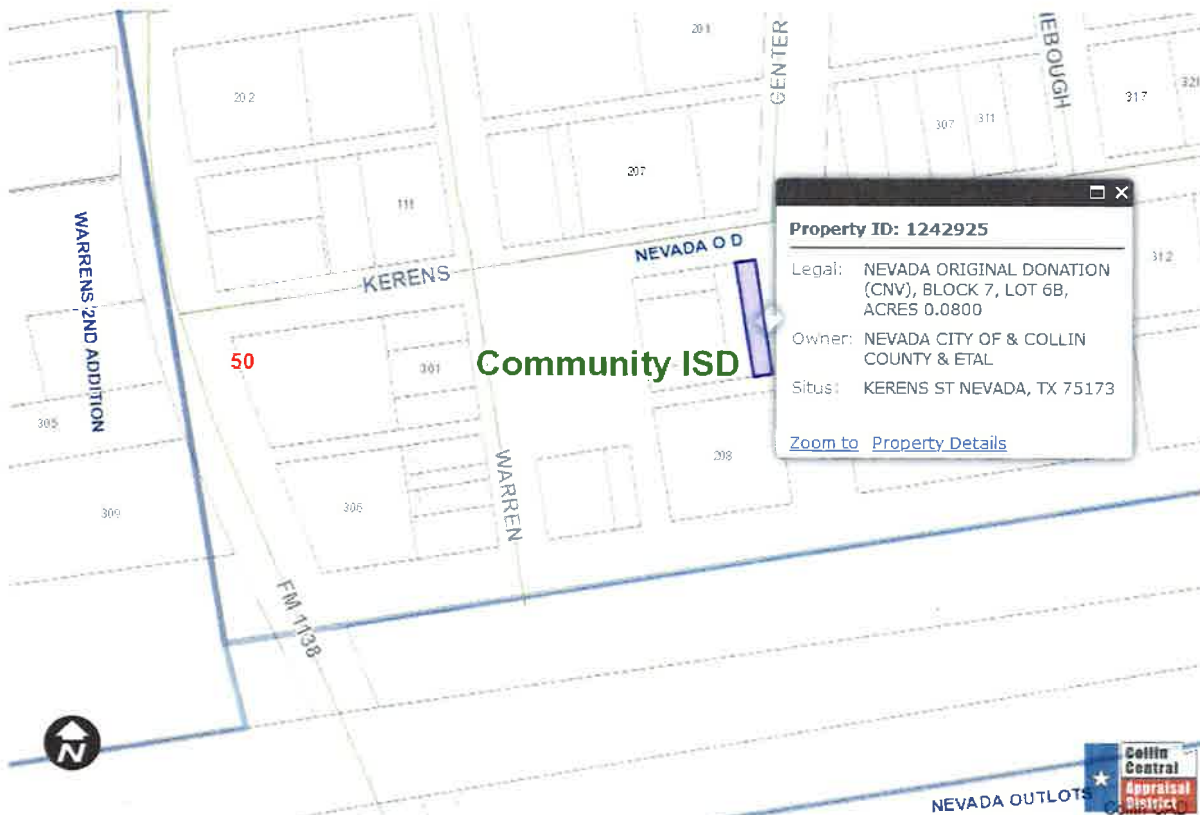 201
CENTER
IEBOUGH
202
317
320
307
311
207
111
Property ID: 1242925
Legal: NEVADA ORIGINAL DONATION
(CNV), BLOCK 7, LOT 6B,
ACRES 0.0800
Owner: NEVADA CITY OF & COLLIN
COUNTY & ETAL
Situs: KERENS ST NEVADA, TX 75173
Zoom to Property Details
WARRENS 2ND ADDITION
NEVADA O D
312
KERENS
50
301
Community ISD
305
WARREN
208
309
306
FM 1138
N
Collin
Central
Appraisal
District
NEVADA OUTLOTS
Collin CAD